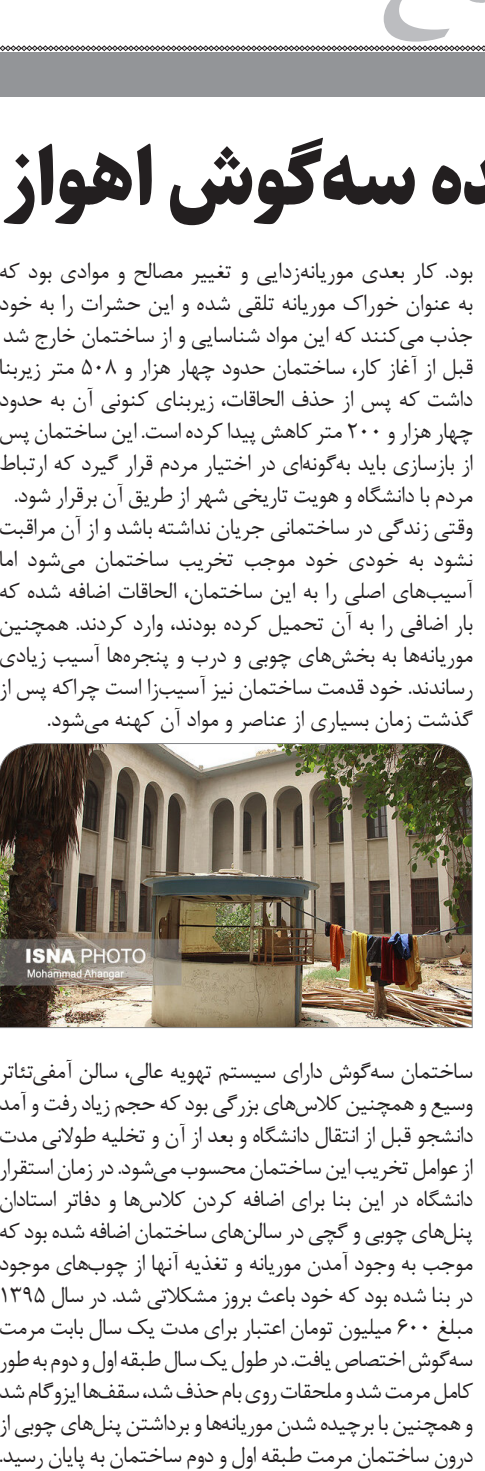 ده سه‌گوش اهواز
بود. کار بعدی موریانه‌زدایی و تغییر مصالح و موادی بود که
به عنوان خوراک موریانه تلقی شده و این حشرات را به خود
جذب می‌کنند که این مواد شناسایی و از ساختمان خارج شد
قبل از آغاز کار، ساختمان حدود چهار هزار و ۵۰۸ متر زیربنا
داشت که پس از حذف الحاقات، زیربنای کنونی آن به حدود
چهار هزار و ۲۰۰ متر کاهش پیدا کرده است. این ساختمان پس
از بازسازی باید به‌گونه‌ای در اختیار مردم قرار گیرد که ارتباط
مردم با دانشگاه و هویت تاریخی شهر از طریق آن برقرار شود.
وقتی زندگی در ساختمانی جریان نداشته باشد و از آن مراقبت
نشود به خودی خود موجب تخریب ساختمان می‌شود اما
آسیب‌های اصلی را به این ساختمان، الحاقات اضافه شده که
بار اضافی را به آن تحمیل کرده بودند، وارد کردند. همچنین
موریانه‌ها به بخش‌های چوبی و درب و پنجره‌ها آسیب زیادی
رساندند. خود قدمت ساختمان نیز آسیب‌زا است چراکه پس از
گذشت زمان بسیاری از عناصر و مواد آن کهنه می‌شود.
ISNA PHOTO
Mohammad Ahangar
ساختمان سه‌گوش دارای سیستم تهویه عالی، سالن آمفی‌تئاتر
وسیع و همچنین کلاس‌های بزرگی بود که حجم زیاد رفت و آمد
دانشجو قبل از انتقال دانشگاه و بعد از آن و تخلیه طولانی مدت
از عوامل تخریب این ساختمان محسوب می‌شود. در زمان استقرار
دانشگاه در این بنا برای اضافه کردن کلاس‌ها و دفاتر استادان
پنل‌های چوبی و گچی در سالن‌های ساختمان اضافه شده بود که
موجب به وجود آمدن موریانه و تغذیه آنها از چوب‌های موجود
در بنا شده بود که خود باعث بروز مشکلاتی شد. در سال ۱۳۹۵
مبلغ ۶۰۰ میلیون تومان اعتبار برای مدت یک سال بابت مرمت
سه‌گوش اختصاص یافت. در طول یک سال طبقه اول و دوم به طور
کامل مرمت شد و ملحقات روی بام حذف شد، سقف‌ها ایزوگام شد
و همچنین با برچیده شدن موریانه‌ها و برداشتن پنل‌های چوبی از
درون ساختمان مرمت طبقه اول و دوم ساختمان به پایان رسید.